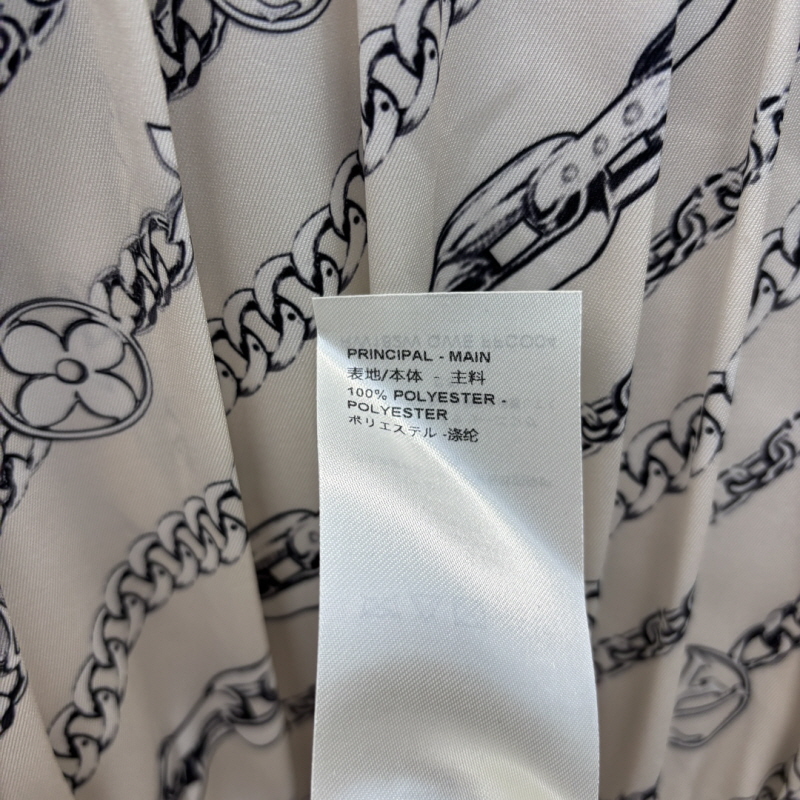 PRINCIPAL - MAIN
表地/本体 - 主料
100% POLYESTER -
POLYESTER
ポリエステル -涤纶